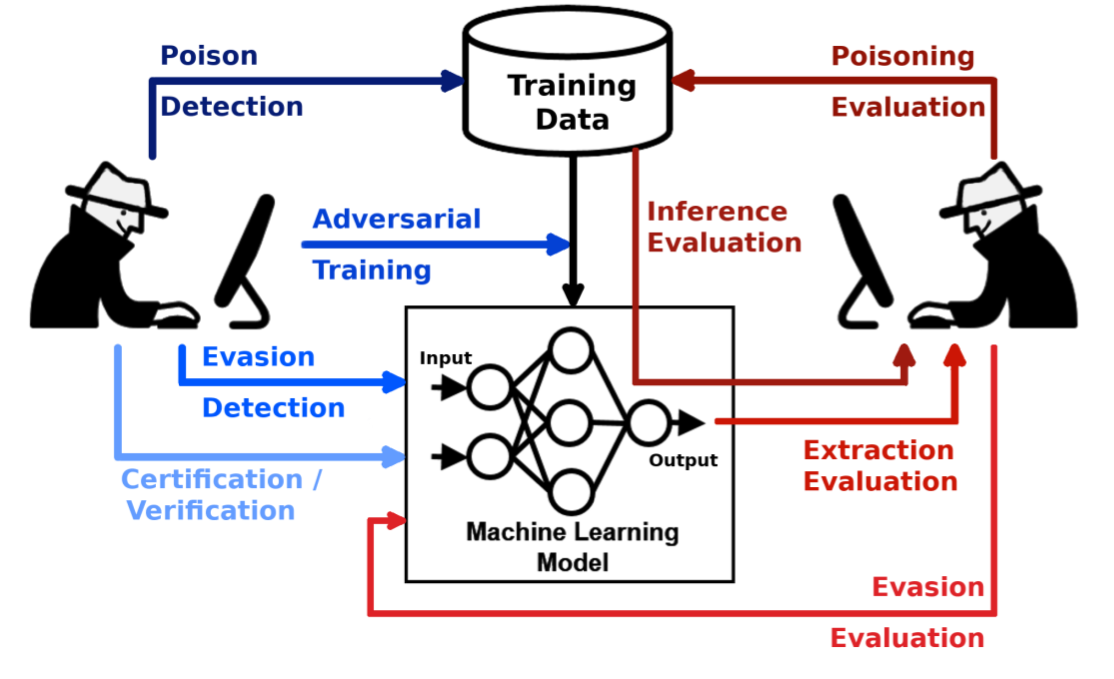 Poison
Detection
Training
Data
Poisoning
Evaluation
Adversarial
Training
Inference
Evaluation
Evasion
Detection
Certification /
Verification
Input
Output
Machine Learning
Model
Extraction
Evaluation
Evasion
Evaluation